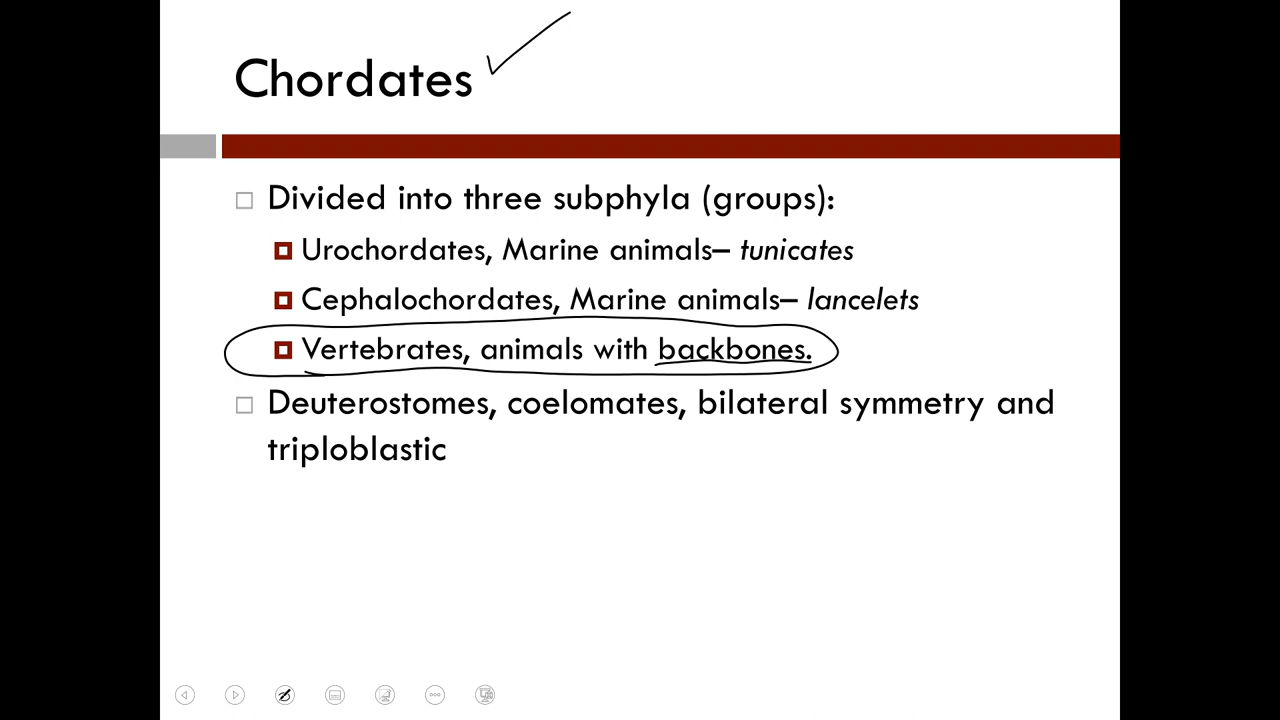 Chordates
Divided into three subphyla (groups):
Urochordates, Marine animals– tunicates
Cephalochordates, Marine animals– lancelets
Vertebrates, animals with backbones.
Deuterostomes, coelomates, bilateral symmetry and
triploblastic